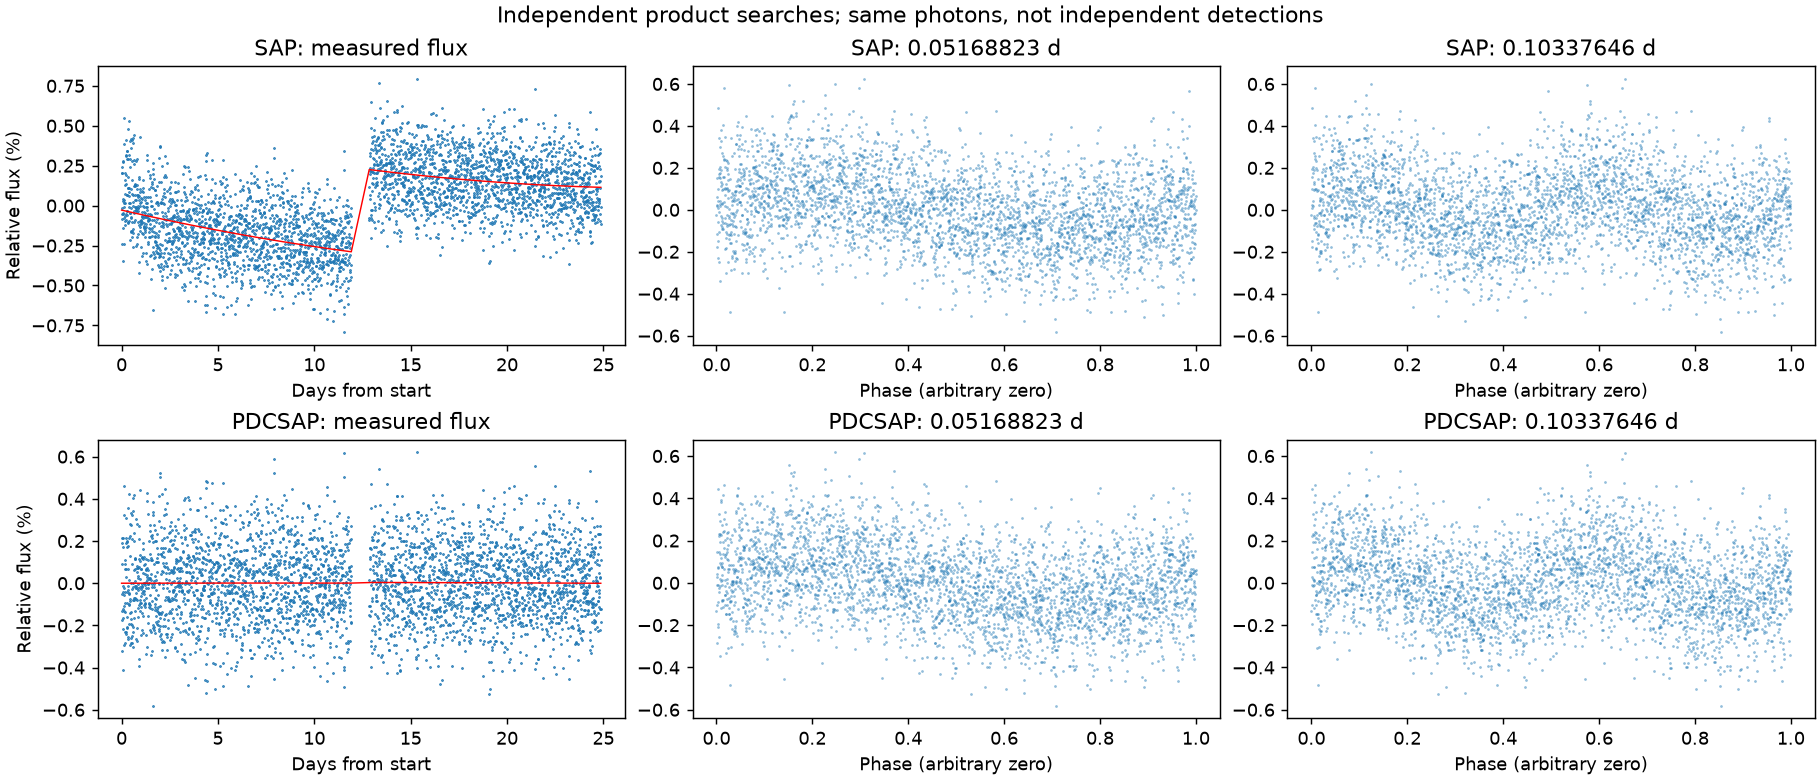 Independent product searches; same photons, not independent detections
SAP: measured flux
SAP: 0.05168823 d
SAP: 0.10337646 d
Relative flux (%)
0.75
0.50
0.25
0.00
−0.25
−0.50
−0.75
0 5 10 15 20 25
Days from start
0.6
0.4
0.2
0.0
−0.2
−0.4
−0.6
0.0 0.2 0.4 0.6 0.8 1.0
Phase (arbitrary zero)
0.6
0.4
0.2
0.0
−0.2
−0.4
−0.6
0.0 0.2 0.4 0.6 0.8 1.0
Phase (arbitrary zero)
PDCSAP: measured flux
PDCSAP: 0.05168823 d
PDCSAP: 0.10337646 d
Relative flux (%)
0.6
0.4
0.2
0.0
−0.2
−0.4
−0.6
0 5 10 15 20 25
Days from start
0.6
0.4
0.2
0.0
−0.2
−0.4
−0.6
0.0 0.2 0.4 0.6 0.8 1.0
Phase (arbitrary zero)
0.6
0.4
0.2
0.0
−0.2
−0.4
−0.6
0.0 0.2 0.4 0.6 0.8 1.0
Phase (arbitrary zero)